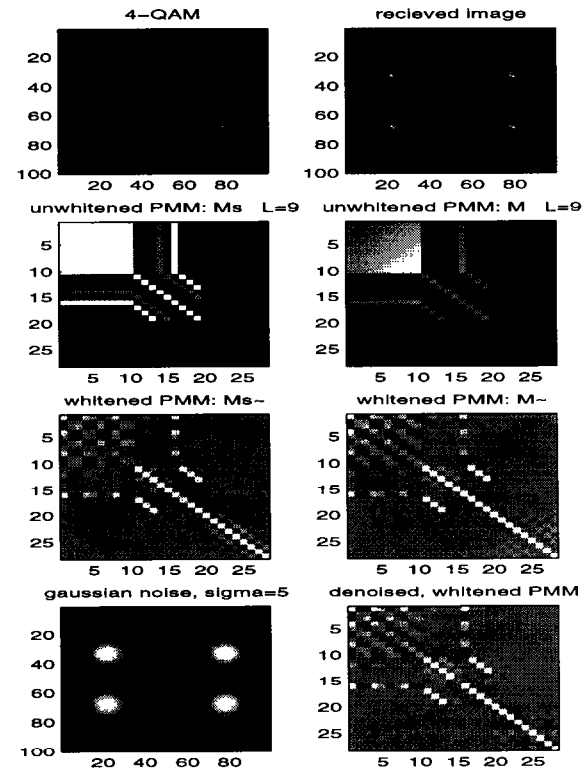 4-QAM
recieved image
20
40
60
80
100
20 40 60 80
20
40
60
80
100
20 40 60 80
unwhitened PMM: Ms L=9
unwhitened PMM: M L=9
5
10
15
20
25
5 10 15 20 25
5
10
15
20
25
5 10 15 20 25
whitened PMM: Ms~
whitened PMM: M~
5
10
15
20
25
5 10 15 20 25
5
10
15
20
25
5 10 15 20 25
gaussian noise, sigma=5
denoised, whitened PMM
20
40
60
80
100
20 40 60 80
5
10
15
20
25
5 10 15 20 25